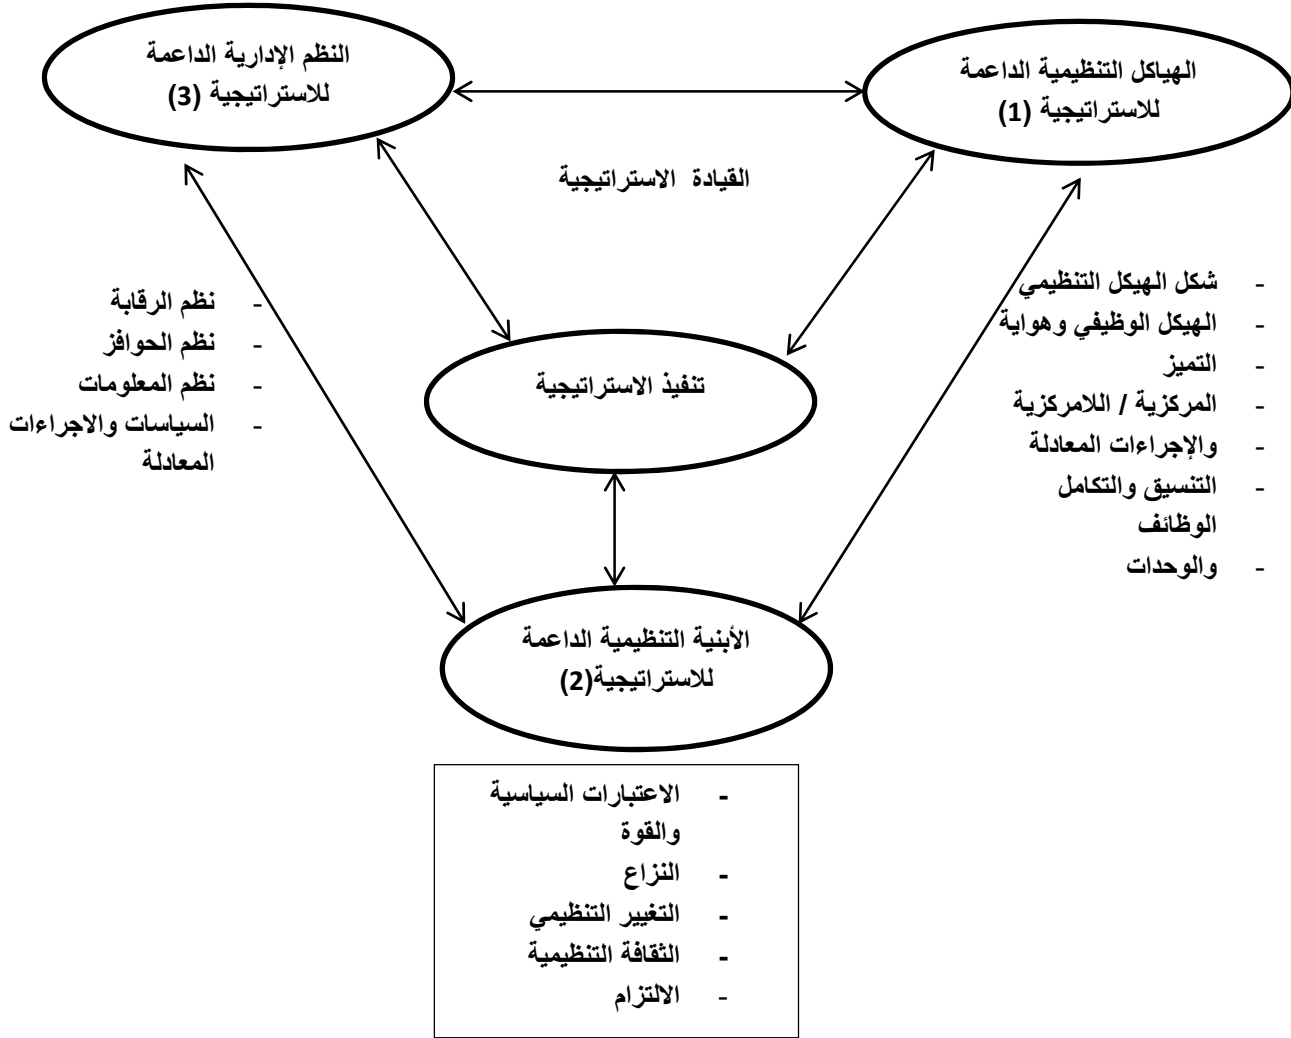 الهياكل التنظيمية الداعمة
للاستراتيجية (1)
النظم الإدارية الداعمة
للاستراتيجية (3)
القيادة الاستراتيجية
- شكل الهيكل التنظيمي
- الهيكل الوظيفي وهواية
- التميز
- المركزية / اللامركزية
- والإجراءات المعادلة
- التنسيق والتكامل
الوظائف
- والوحدات
- نظم الرقابة
- نظم الحوافز
- نظم المعلومات
- السياسات والاجراءات
المعادلة
تنفيذ الاستراتيجية
الأبنية التنظيمية الداعمة
للاستراتيجية(2)
- الاعتبارات السياسية
والقوة
- النزاع
- التغيير التنظيمي
- الثقافة التنظيمية
- الالتزام